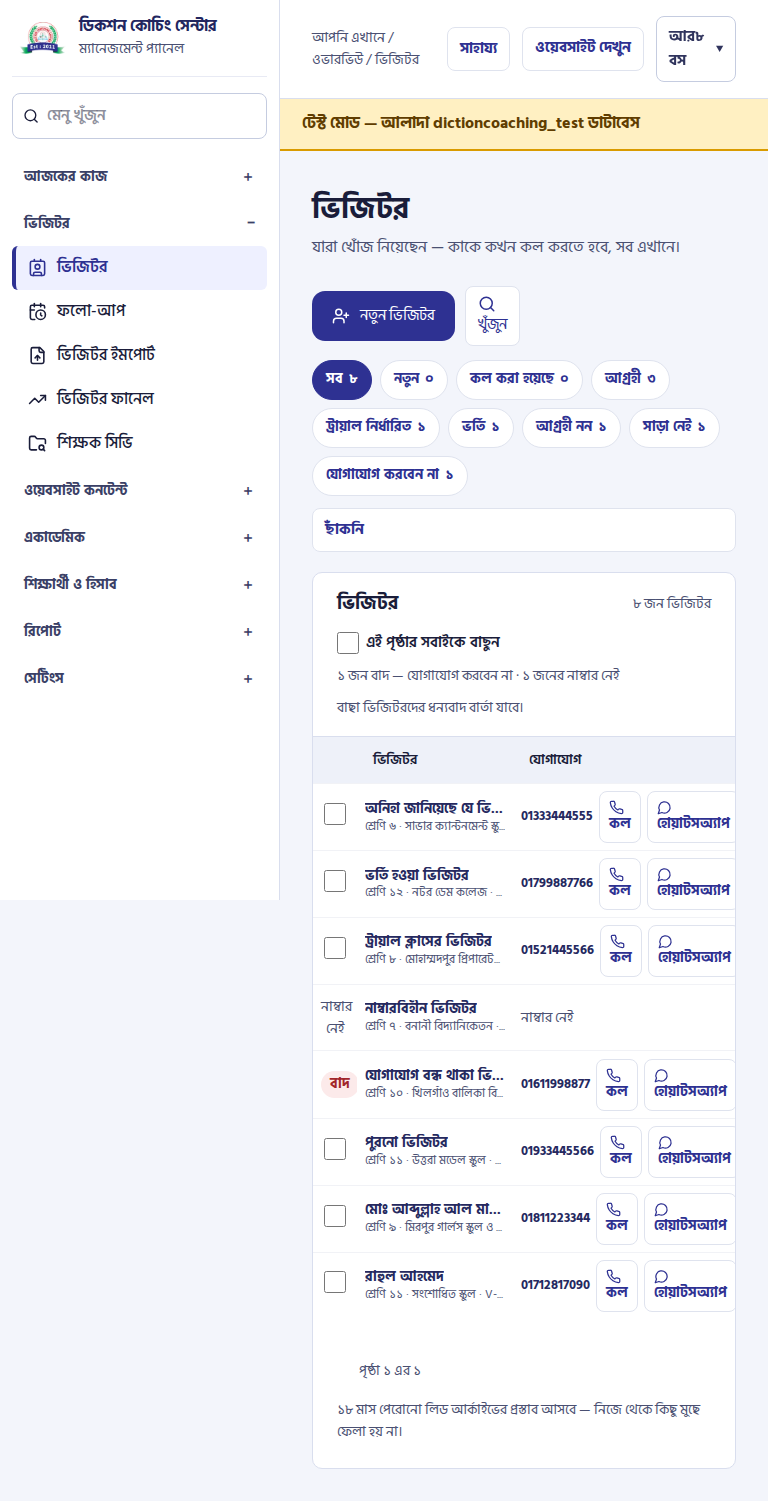 ডিকশন কোচিং সেন্টার
ম্যানেজমেন্ট প্যানেল
মেনু খুঁজুন
আজকের কাজ +
ভিজিটর −
ভিজিটর
ফলো-আপ
ভিজিটর ইমপোর্ট
ভিজিটর ফানেল
শিক্ষক সিভি
ওয়েবসাইট কনটেন্ট +
একাডেমিক +
শিক্ষার্থী ও হিসাব +
রিপোর্ট +
সেটিংস +
আপনি এখানে /
ওভারভিউ / ভিজিটর
সাহায্য
ওয়েবসাইট দেখুন
আর৮
বস
টেস্ট মোড — আলাদা dictioncoaching_test ডাটাবেস
ভিজিটর
যারা খোঁজ নিয়েছেন — কাকে কখন কল করতে হবে, সব এখানে।
নতুন ভিজিটর
খুঁজুন
সব ৮
নতুন ০
কল করা হয়েছে ০
আগ্রহী ৩
ট্রায়াল নির্ধারিত ১
ভর্তি ১
আগ্রহী নন ১
সাড়া নেই ১
যোগাযোগ করবেন না ১
ছাঁকনি
ভিজিটর
৮ জন ভিজিটর
এই পৃষ্ঠার সবাইকে বাছুন
১ জন বাদ — যোগাযোগ করবেন না · ১ জনের নাম্বার নেই
বাছা ভিজিটরদের ধন্যবাদ বার্তা যাবে।
ভিজিটর যোগাযোগ
অনিহা জানিয়েছে যে ভি...
শ্রেণি ৬ · সাভার ক্যান্টনমেন্ট স্কু...
01333444555 কল হোয়াটসঅ্যাপ
ভর্তি হওয়া ভিজিটর
শ্রেণি ১২ · নটর ডেম কলেজ · ...
01799887766 কল হোয়াটসঅ্যাপ
ট্রায়াল ক্লাসের ভিজিটর
শ্রেণি ৮ · মোহাম্মদপুর প্রিপারেট...
01521445566 কল হোয়াটসঅ্যাপ
নাম্বার
নেই
নাম্বারবিহীন ভিজিটর
শ্রেণি ৭ · বনানী বিদ্যানিকেতন ·...
নাম্বার নেই
বাদ
যোগাযোগ বন্ধ থাকা ভি...
শ্রেণি ১০ · খিলগাঁও বালিকা বি...
01611998877 কল হোয়াটসঅ্যাপ
পুরনো ভিজিটর
শ্রেণি ১১ · উত্তরা মডেল স্কুল · ...
01933445566 কল হোয়াটসঅ্যাপ
মোঃ আব্দুল্লাহ আল মা...
শ্রেণি ৯ · মিরপুর গার্লস স্কুল ও ...
01811223344 কল হোয়াটসঅ্যাপ
রাহুল আহমেদ
শ্রেণি ১১ · সংশোধিত স্কুল · V-...
01712817090 কল হোয়াটসঅ্যাপ
পৃষ্ঠা ১ এর ১
১৮ মাস পেরোনো লিড আর্কাইভের প্রস্তাব আসবে — নিজে থেকে কিছু মুছে
ফেলা হয় না।